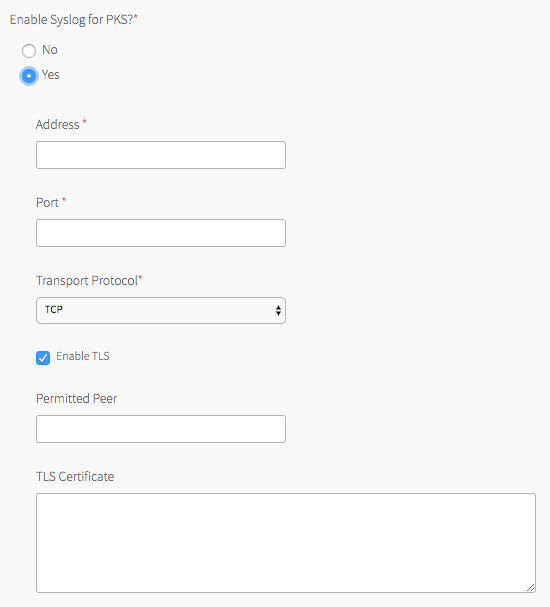 Enable Syslog for PKS?*
No
Yes
Address *
Port *
Transport Protocol*
TCP
Enable TLS
Permitted Peer
TLS Certificate